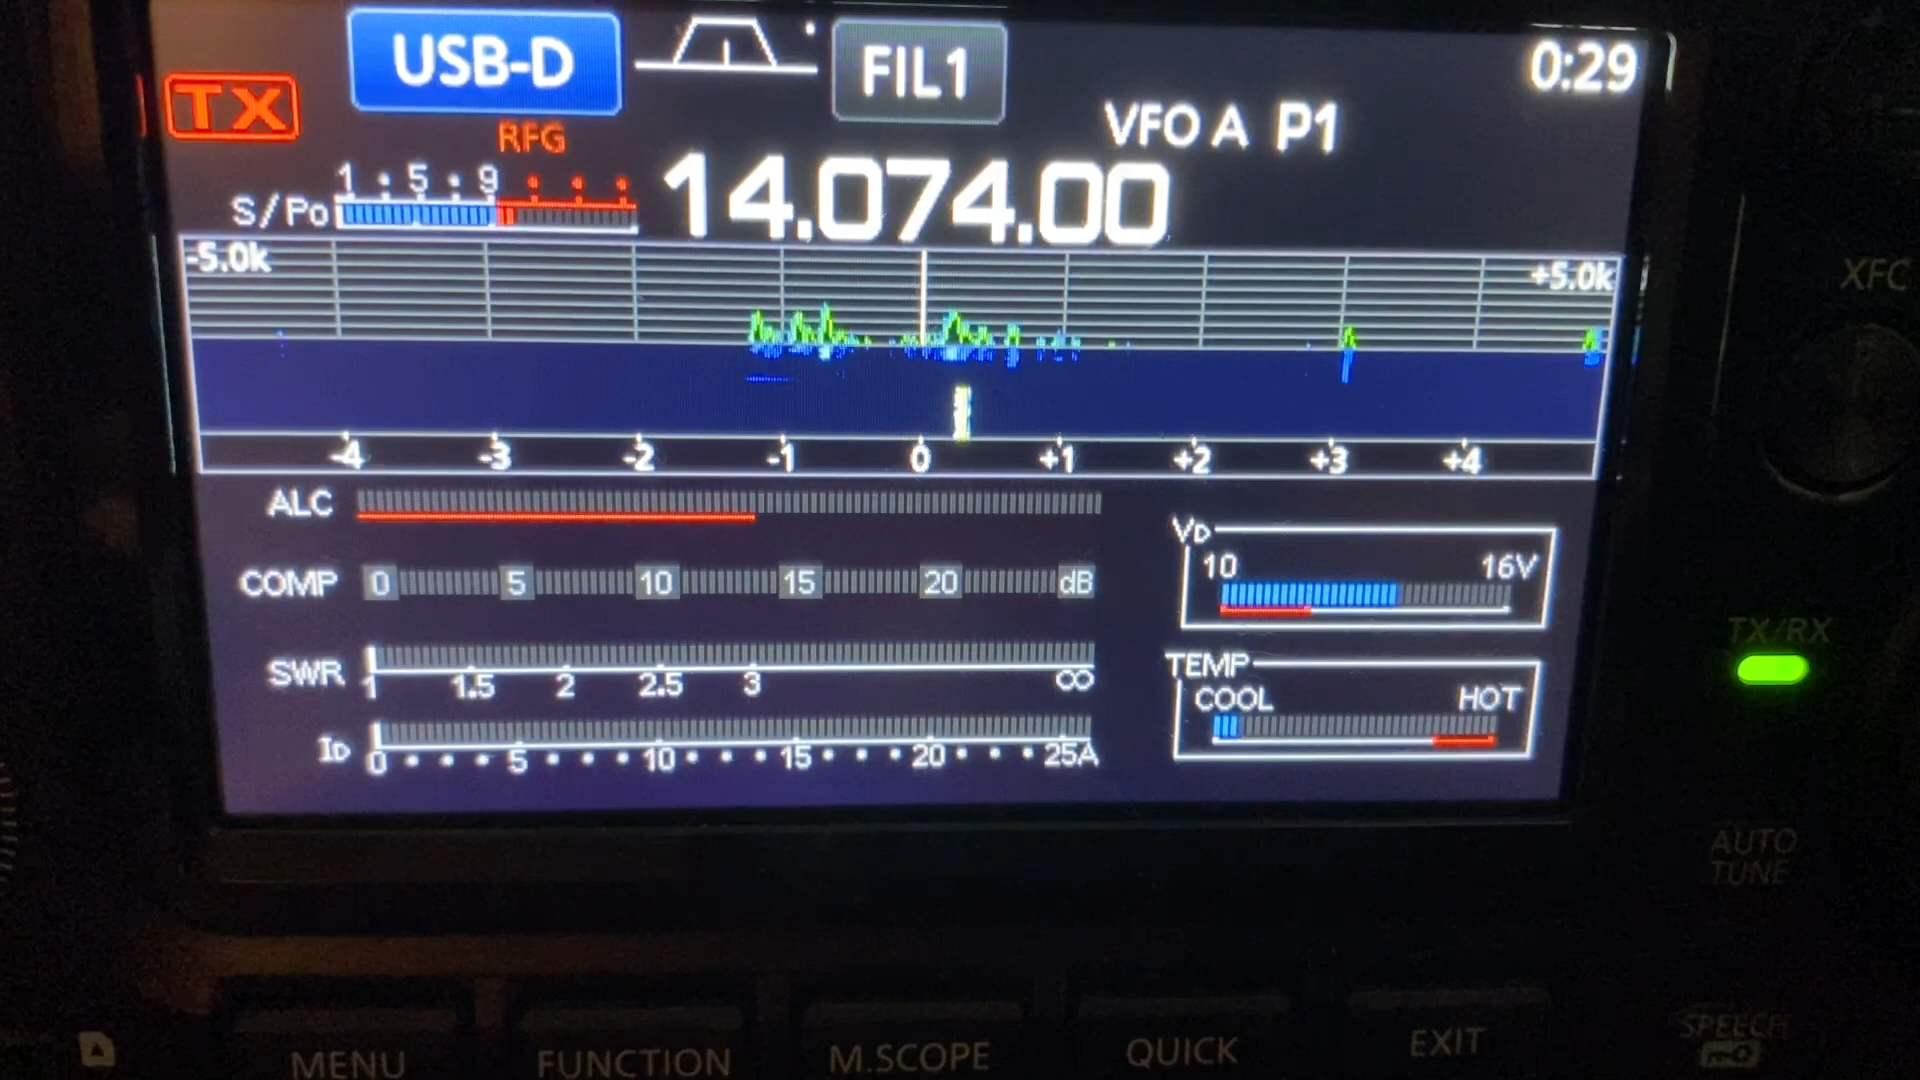 USB-D FIL1 0:29
TX RFG VFO A P1
1 • 5 • 9
S/Po 14.074.00
-5.0k +5.0k
-4 -3 -2 -1 0 +1 +2 +3 +4
ALC
COMP 0 5 10 15 20 dB
SWR 1 1.5 2 2.5 3 ∞
ID 0 5 10 15 20 25A
VD
10 16V
TEMP
COOL HOT
XFC
TX/RX
AUTO
TUNE
SPEECH
MENU FUNCTION M.SCOPE QUICK EXIT